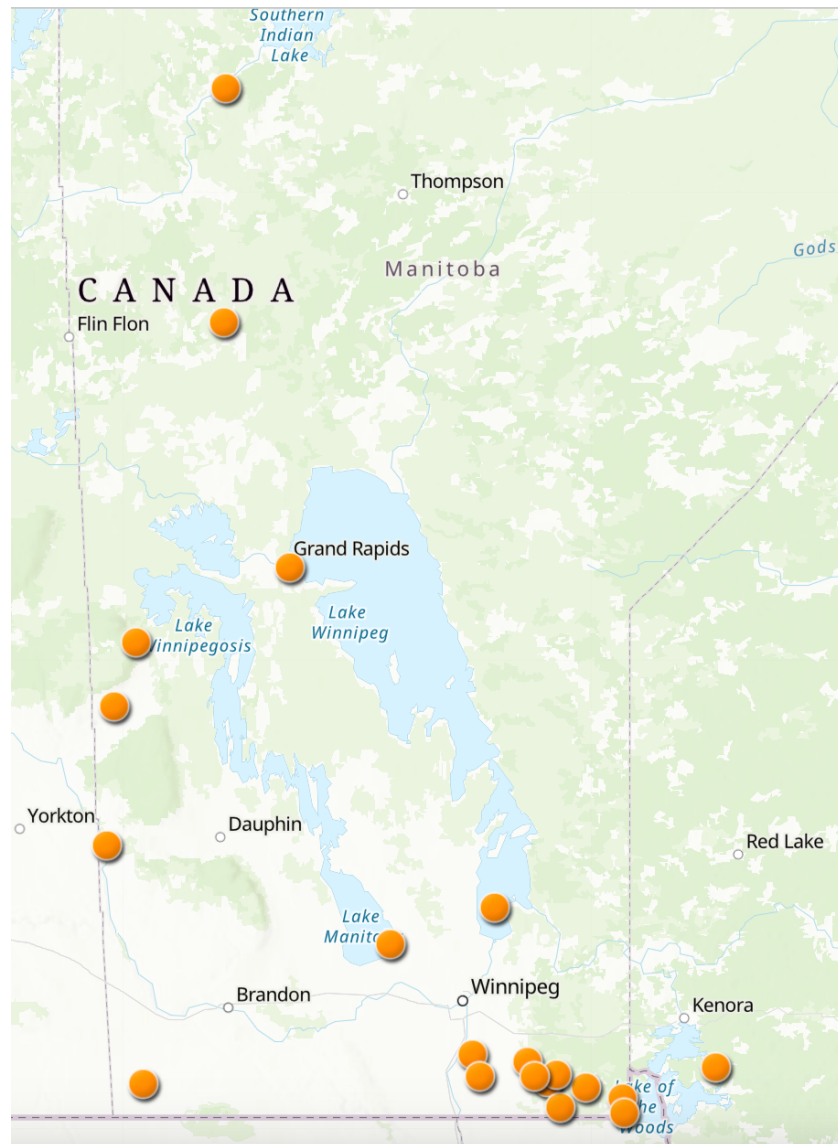 Southern
Indian
Lake
Thompson
Gods
Manitoba
CANADA
Flin Flon
Grand Rapids
Lake
Winnipeg
Lake
Winnipegosis
Yorkton
Dauphin
Red Lake
Lake
Manito
Winnipeg
Brandon
Kenora
Lake of
the
Woods